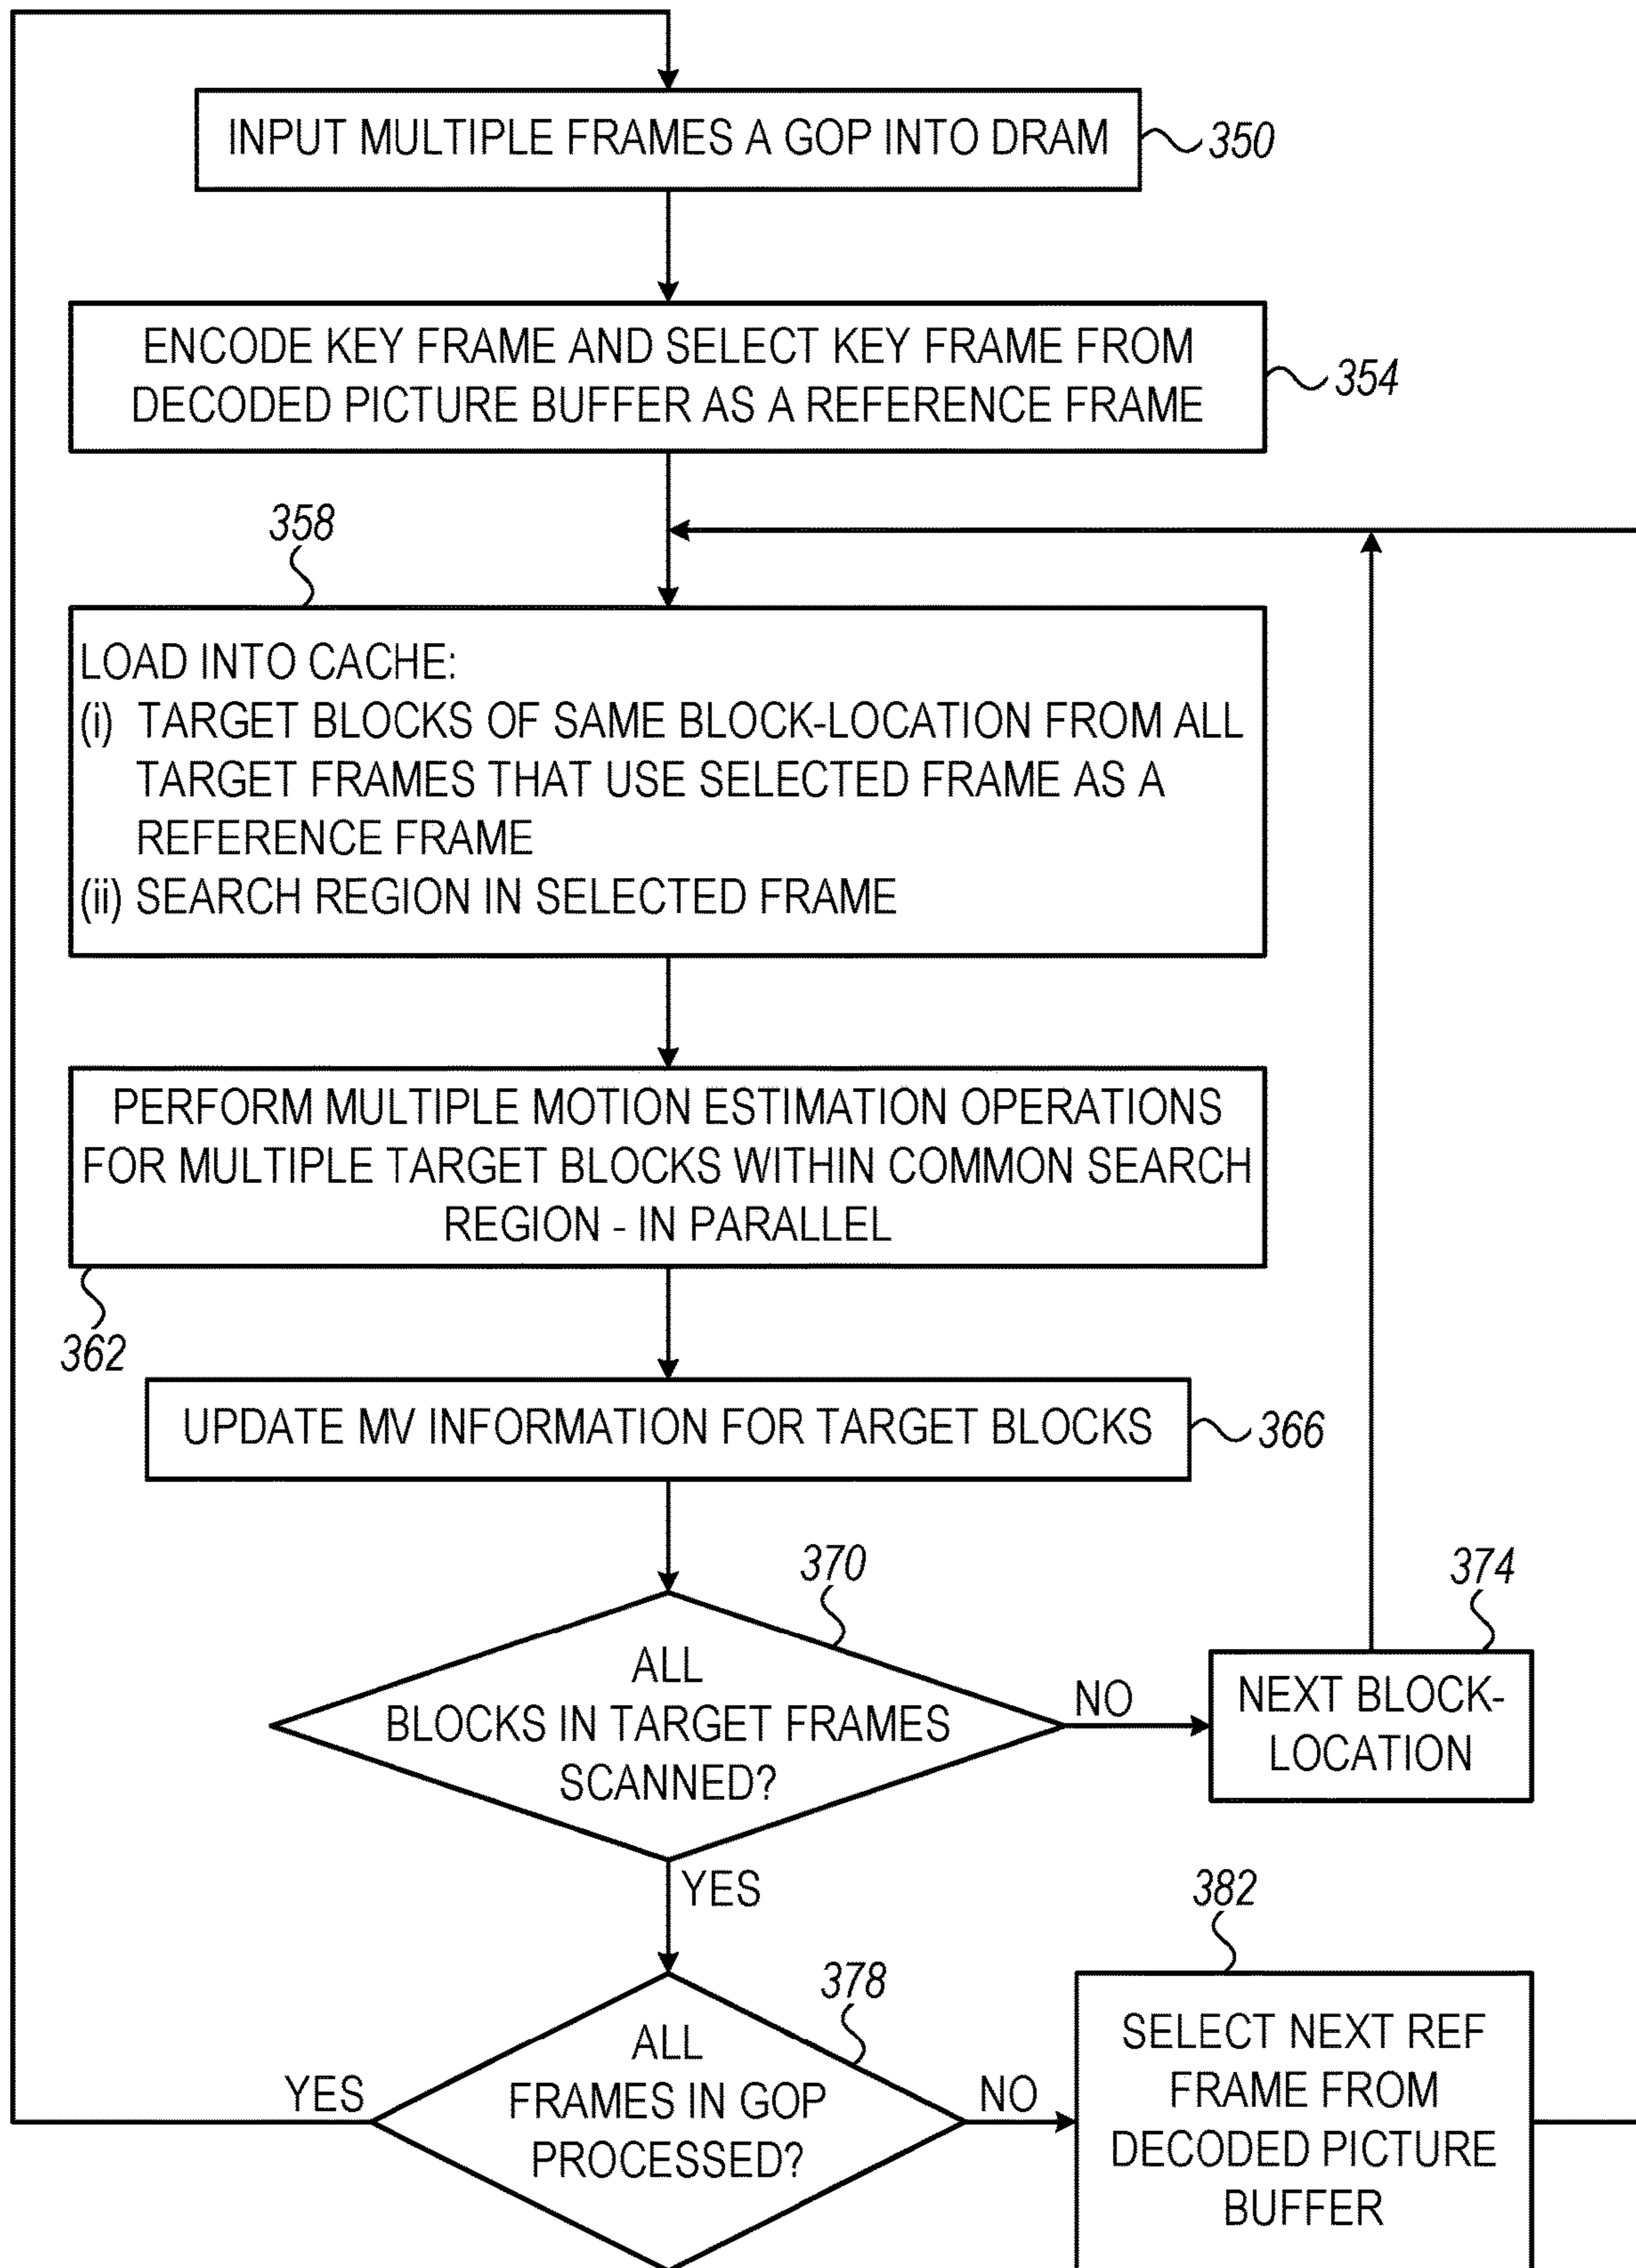 INPUT MULTIPLE FRAMES A GOP INTO DRAM
350
ENCODE KEY FRAME AND SELECT KEY FRAME FROM
DECODED PICTURE BUFFER AS A REFERENCE FRAME
354
358
LOAD INTO CACHE:
(i) TARGET BLOCKS OF SAME BLOCK-LOCATION FROM ALL
TARGET FRAMES THAT USE SELECTED FRAME AS A
REFERENCE FRAME
(ii) SEARCH REGION IN SELECTED FRAME
PERFORM MULTIPLE MOTION ESTIMATION OPERATIONS
FOR MULTIPLE TARGET BLOCKS WITHIN COMMON SEARCH
REGION - IN PARALLEL
362
UPDATE MV INFORMATION FOR TARGET BLOCKS
366
370
ALL
BLOCKS IN TARGET FRAMES
SCANNED?
NO
374
NEXT BLOCK-
LOCATION
YES
378
ALL
FRAMES IN GOP
PROCESSED?
YES
NO
382
SELECT NEXT REF
FRAME FROM
DECODED PICTURE
BUFFER